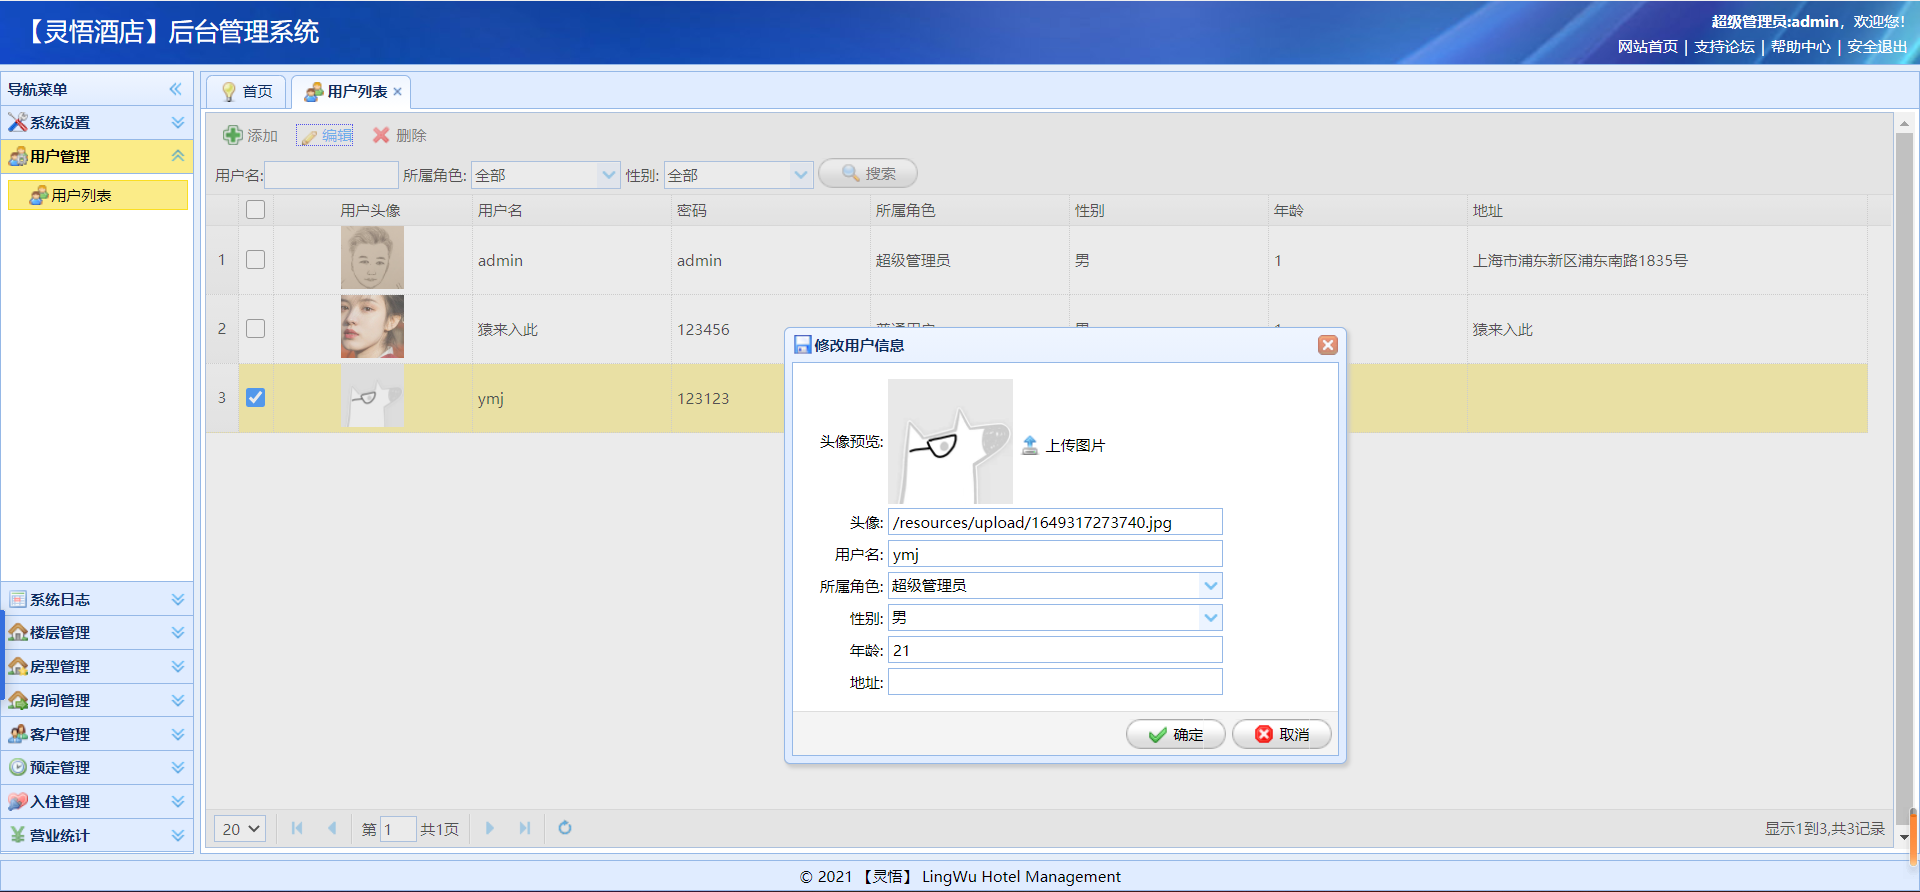 【灵悟酒店】后台管理系统
超级管理员:admin，欢迎您!
网站首页 | 支持论坛 | 帮助中心 | 安全退出
导航菜单
系统设置
用户管理
用户列表
系统日志
楼层管理
房型管理
房间管理
客户管理
预定管理
入住管理
营业统计
首页 用户列表
添加 编辑 删除
用户名: 所属角色: 全部 性别: 全部 搜索
用户头像 用户名 密码 所属角色 性别 年龄 地址
1 admin admin 超级管理员 男 1 上海市浦东新区浦东南路1835号
2 猿来入此 123456 猿来入此
3 ymj 123123
修改用户信息
头像预览: 上传图片
头像: /resources/upload/1649317273740.jpg
用户名: ymj
所属角色: 超级管理员
性别: 男
年龄: 21
地址:
确定 取消
20 第 1 共1页 显示1到3,共3记录
© 2021 【灵悟】 LingWu Hotel Management